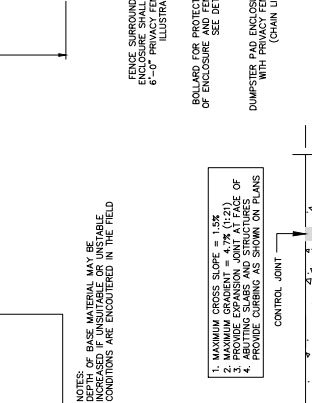 FENCE SURROUND
ENCLOSURE SHALL
6'-0" PRIVACY FEN
ILLUSTRA
BOLLARD FOR PROTECT
OF ENCLOSURE AND FE
SEE DET
DUMPSTER PAD ENCLOS
WITH PRIVACY FEN
(CHAIN LI
NOTES:
DEPTH OF BASE MATERIAL MAY BE
INCREASED IF UNSUITABLE OR UNSTABLE
CONDITIONS ARE ENCOUTERED IN THE FIELD
1. MAXIMUM CROSS SLOPE = 1.5%
2. MAXIMUM GRADIENT = 4.7% (1:21)
3. PROVIDE EXPANSION JOINT AT FACE OF
4. ABUTTING SLABS AND STRUCTURES
PROVIDE CURBING AS SHOWN ON PLANS
CONTROL JOINT